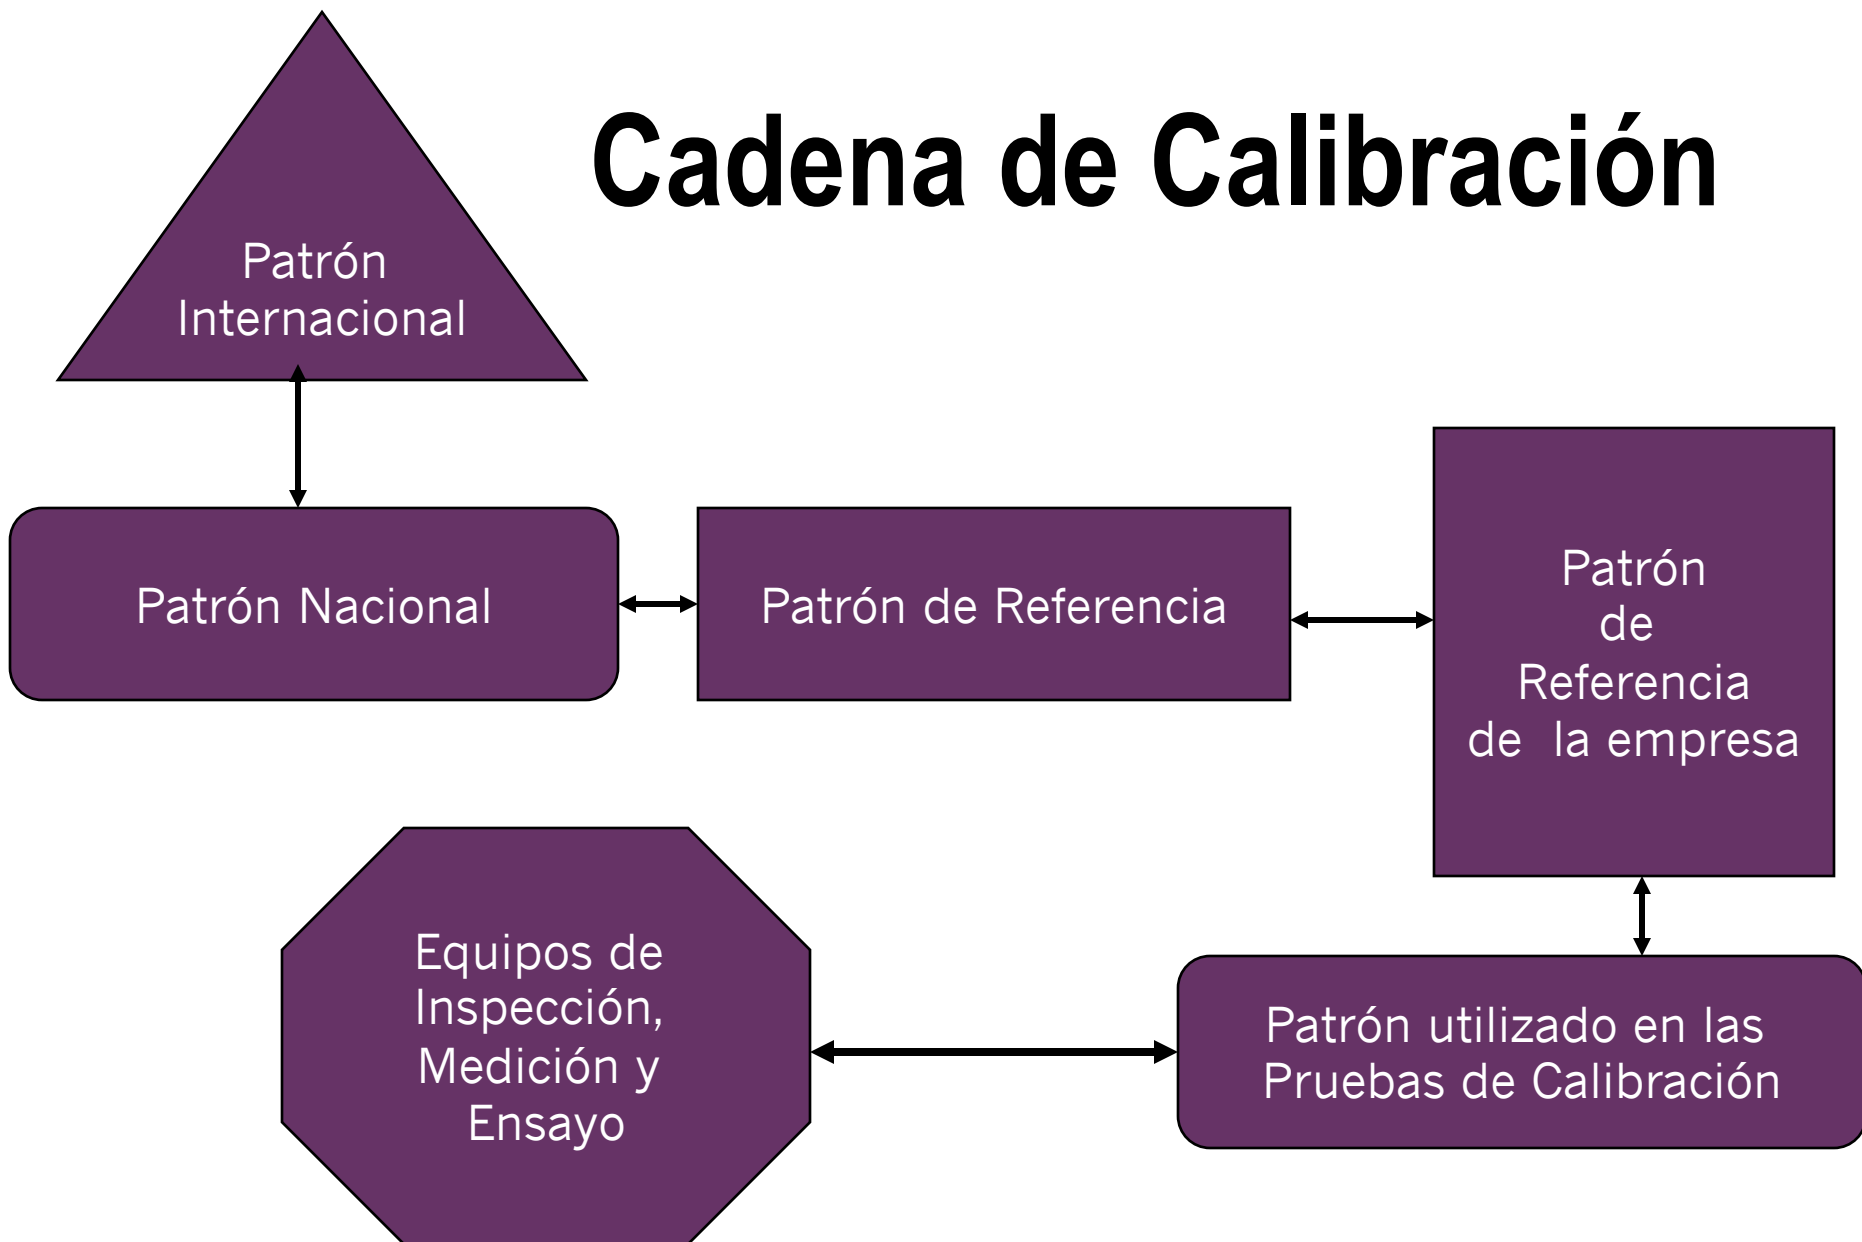 Cadena de Calibración
Patrón
Internacional
Patrón Nacional
Patrón de Referencia
Patrón
de
Referencia
de la empresa
Equipos de
Inspección,
Medición y
Ensayo
Patrón utilizado en las
Pruebas de Calibración